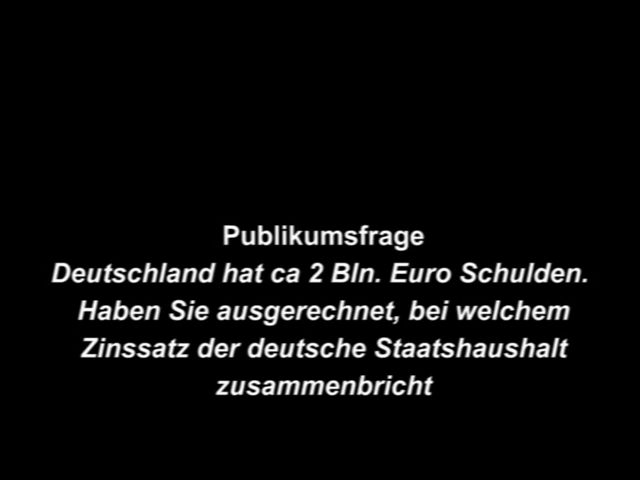 Publikumsfrage
Deutschland hat ca 2 Bln. Euro Schulden.
Haben Sie ausgerechnet, bei welchem
Zinssatz der deutsche Staatshaushalt
zusammenbricht